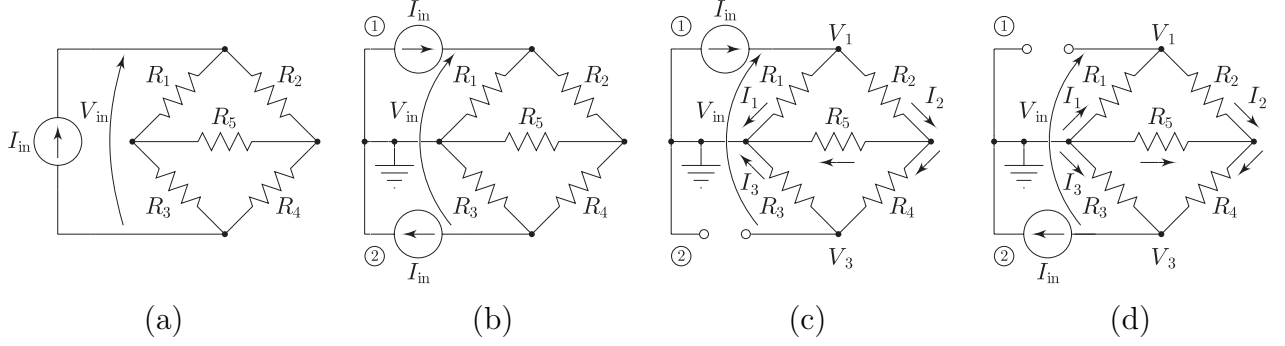 I_in
V_in
R_1
R_2
R_5
R_3
R_4
(a)
①
I_in
V_in
R_1
R_2
R_5
R_3
R_4
②
I_in
(b)
①
I_in
V_1
V_in
R_1
R_2
I_1
I_2
R_5
I_3
R_3
R_4
②
V_3
(c)
①
V_1
V_in
R_1
R_2
I_1
I_2
R_5
I_3
R_3
R_4
②
I_in
V_3
(d)